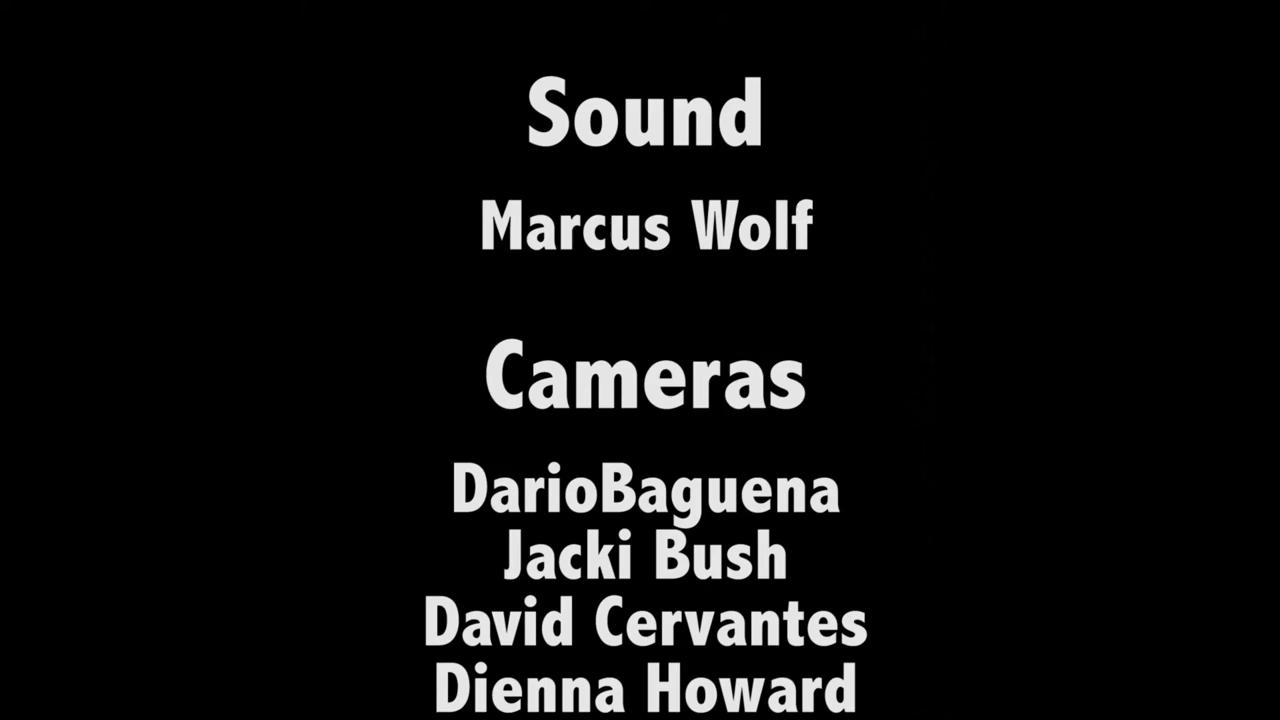 Sound
Marcus Wolf
Cameras
DarioBaguena
Jacki Bush
David Cervantes
Dienna Howard